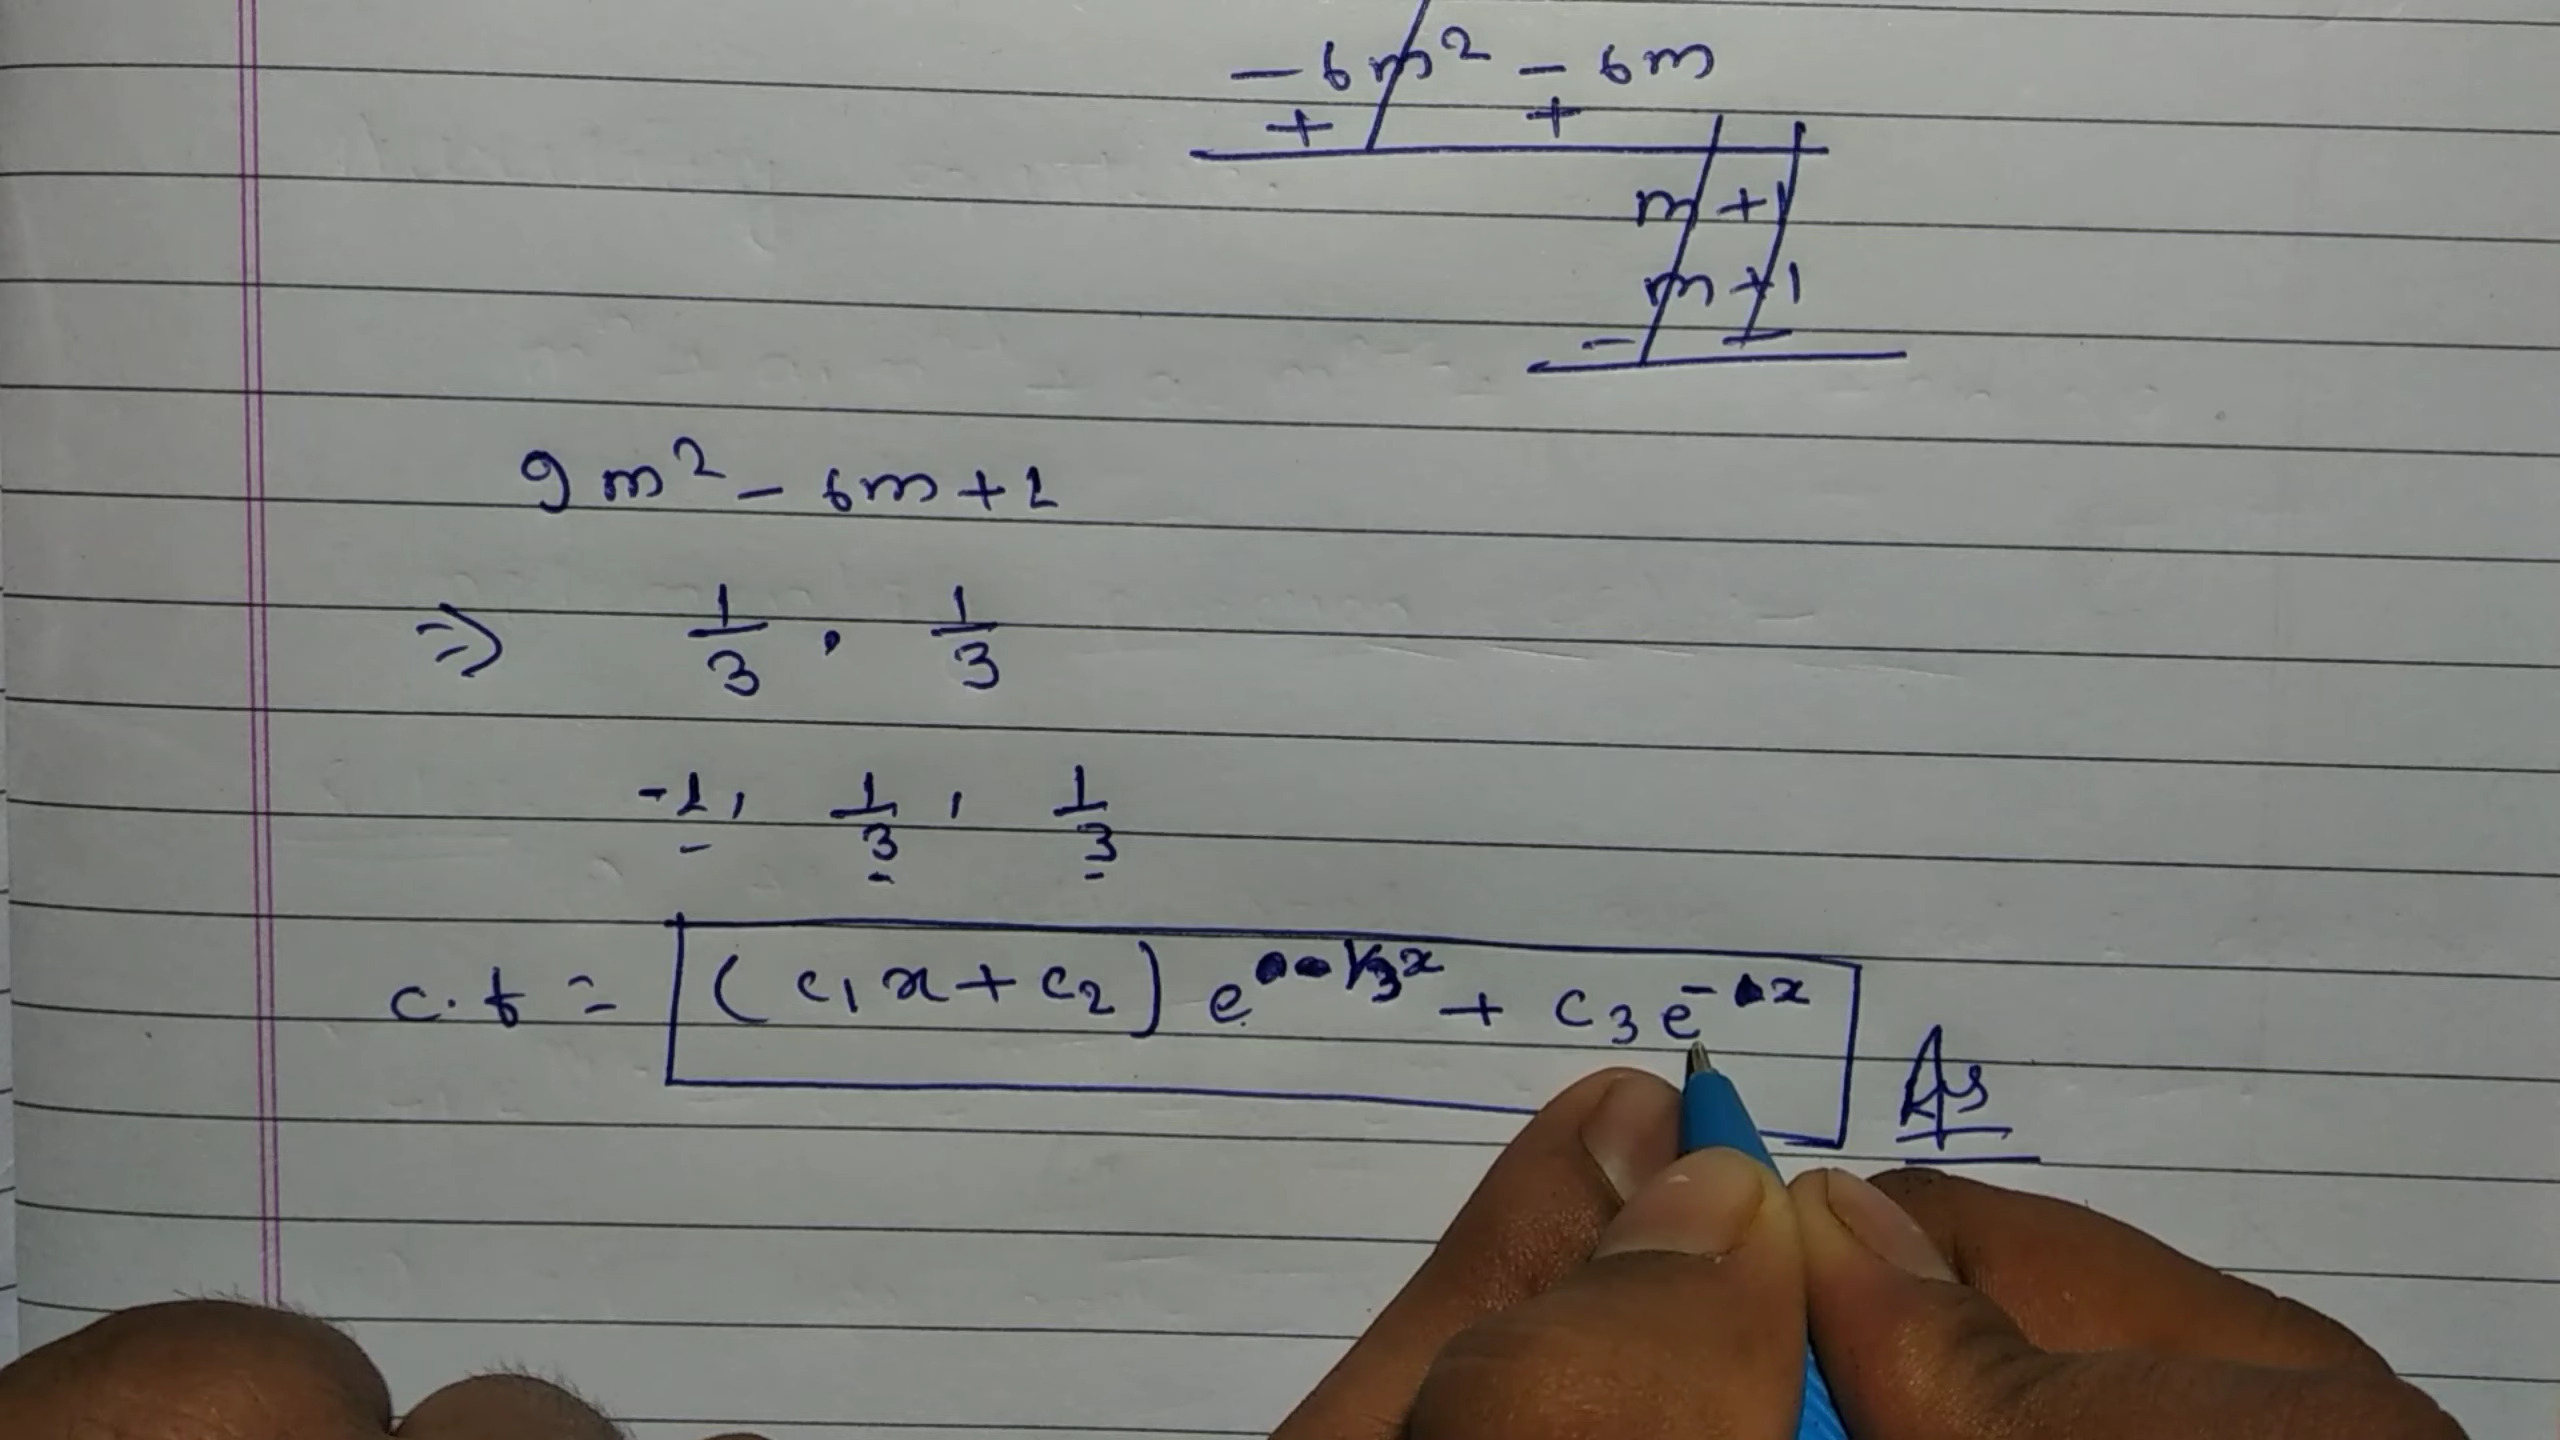 - 6m² - 6m
+ +
m + 1
m + 1
- -
9m² - 6m + 1
⇒ 1/3 , 1/3
-1, 1/3 , 1/3
C.f = (c₁x + c₂) e^(1/3 x) + c₃e^(-x)